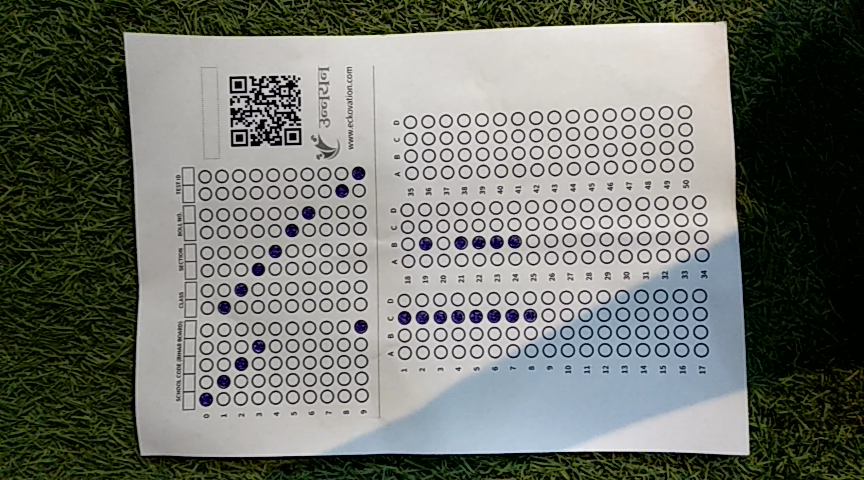 SCHOOL CODE (BIHAR BOARD) CLASS SECTION ROLL NO. TEST ID
0
1
2
3
4
5
6
7
8
9
उन्नयन
www.eckovation.com
A B C D A B C D A B C D
1 18 35
2 19 36
3 20 37
4 21 38
5 22 39
6 23 40
7 24 41
8 25 42
9 26 43
10 27 44
11 28 45
12 29 46
13 30 47
14 31 48
15 32 49
16 33 50
17 34